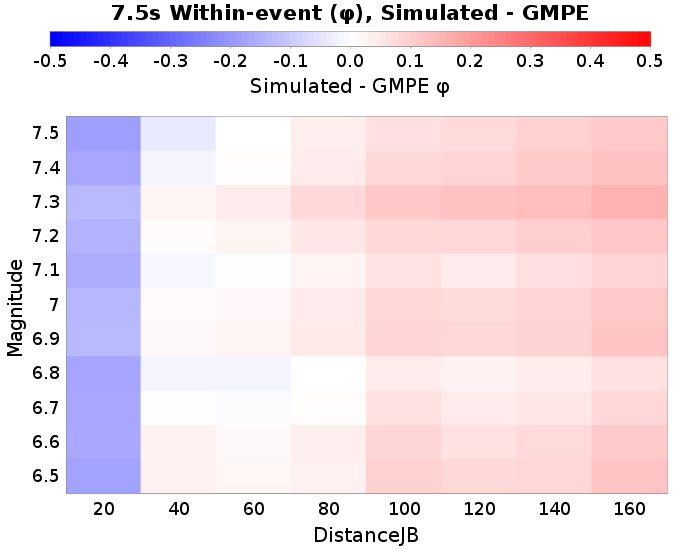 7.5s Within-event (φ), Simulated - GMPE
-0.5 -0.4 -0.3 -0.2 -0.1 0.0 0.1 0.2 0.3 0.4 0.5
Simulated - GMPE φ
7.5
7.4
7.3
7.2
7.1
7
6.9
6.8
6.7
6.6
6.5
Magnitude
20 40 60 80 100 120 140 160
DistanceJB